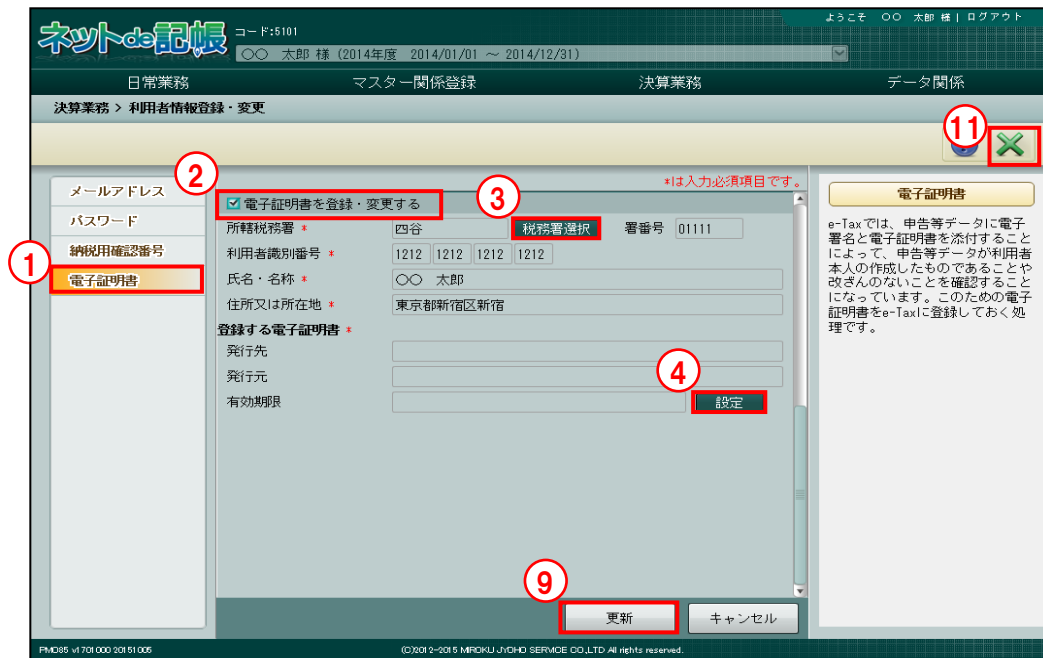 ようこそ 〇〇 太郎 様 | ログアウト
ネットde記帳
コード:5101
〇〇 太郎 様 (2014年度 2014/01/01 ～ 2014/12/31)
日常業務 マスター関係登録 決算業務 データ関係
決算業務 > 利用者情報登録・変更
⑪
メールアドレス
パスワード
納税用確認番号
① 電子証明書
*は入力必須項目です。
② ☑ 電子証明書を登録・変更する
③
所轄税務署 * 四谷 税務署選択 署番号 01111
利用者識別番号 * 1212 1212 1212 1212
氏名・名称 * 〇〇 太郎
住所又は所在地 * 東京都新宿区新宿
登録する電子証明書 *
発行先
発行元
④
有効期限 設定
⑨
更新 キャンセル
電子証明書
e-Taxでは、申告等データに電子
署名と電子証明書を添付すること
によって、申告等データが利用者
本人の作成したものであることや
改ざんのないことを確認すること
になっています。このための電子
証明書をe-Taxに登録しておく処
理です。
PMD85 v1701000 20151005 (C)2012-2015 MIROKU JYOHO SERVICE CO.,LTD All rights reserved.